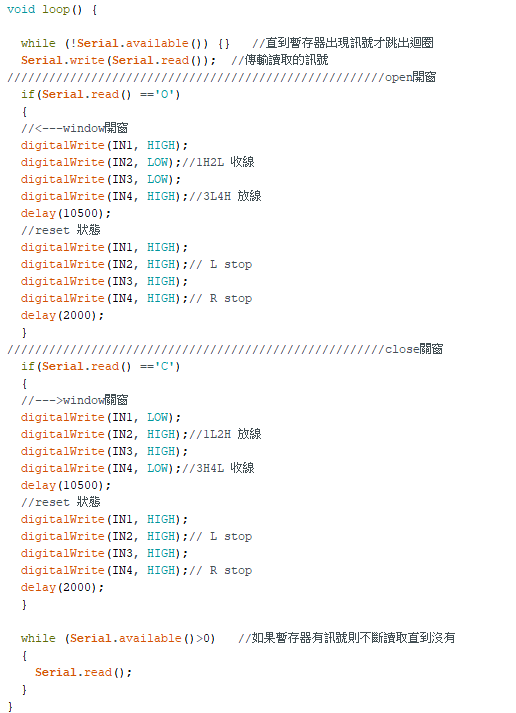 void loop() {
while (!Serial.available()) {}   //直到暫存器出現訊號才跳出迴圈
Serial.write(Serial.read());  //傳輸讀取的訊號
//////////////////////////////////////////////////////open開窗
if(Serial.read() =='O')
{
//<---window開窗
digitalWrite(IN1, HIGH);
digitalWrite(IN2, LOW);//1H2L 收線
digitalWrite(IN3, LOW);
digitalWrite(IN4, HIGH);//3L4H 放線
delay(10500);
//reset 狀態
digitalWrite(IN1, HIGH);
digitalWrite(IN2, HIGH);// L stop
digitalWrite(IN3, HIGH);
digitalWrite(IN4, HIGH);// R stop
delay(2000);
}
//////////////////////////////////////////////////////close關窗
if(Serial.read() =='C')
{
//--->window關窗
digitalWrite(IN1, LOW);
digitalWrite(IN2, HIGH);//1L2H 放線
digitalWrite(IN3, HIGH);
digitalWrite(IN4, LOW);//3H4L 收線
delay(10500);
//reset 狀態
digitalWrite(IN1, HIGH);
digitalWrite(IN2, HIGH);// L stop
digitalWrite(IN3, HIGH);
digitalWrite(IN4, HIGH);// R stop
delay(2000);
}
while (Serial.available()>0)   //如果暫存器有訊號則不斷讀取直到沒有
{
Serial.read();
}
}